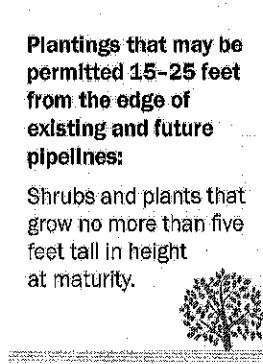 Plantings that may be
permitted 15–25 feet
from the edge of
existing and future
pipelines:
Shrubs and plants that
grow no more than five
feet tall in height
at maturity.